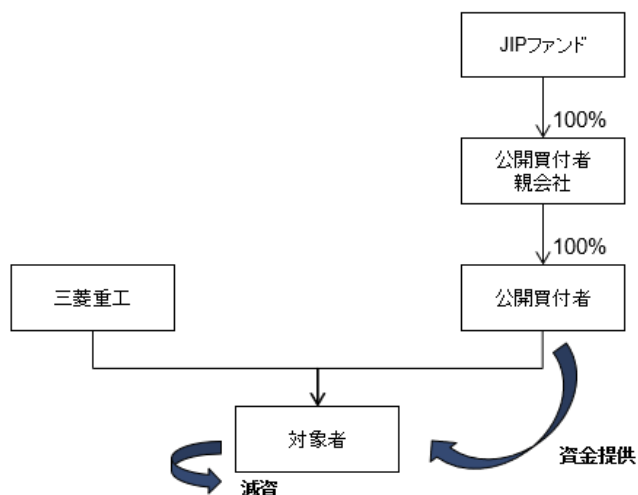 JIPファンド
100%
公開買付者
親会社
100%
三菱重工
公開買付者
対象者
資金提供
減資